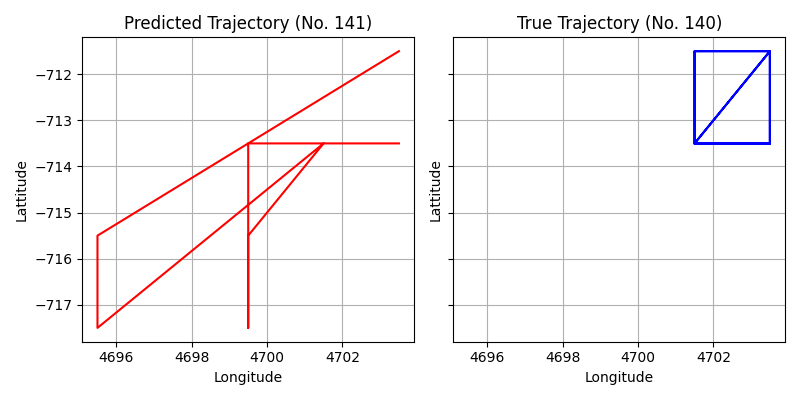 Predicted Trajectory (No. 141)
True Trajectory (No. 140)
Lattitude
−712
−713
−714
−715
−716
−717
4696
4698
4700
4702
Longitude
Lattitude
4696
4698
4700
4702
Longitude